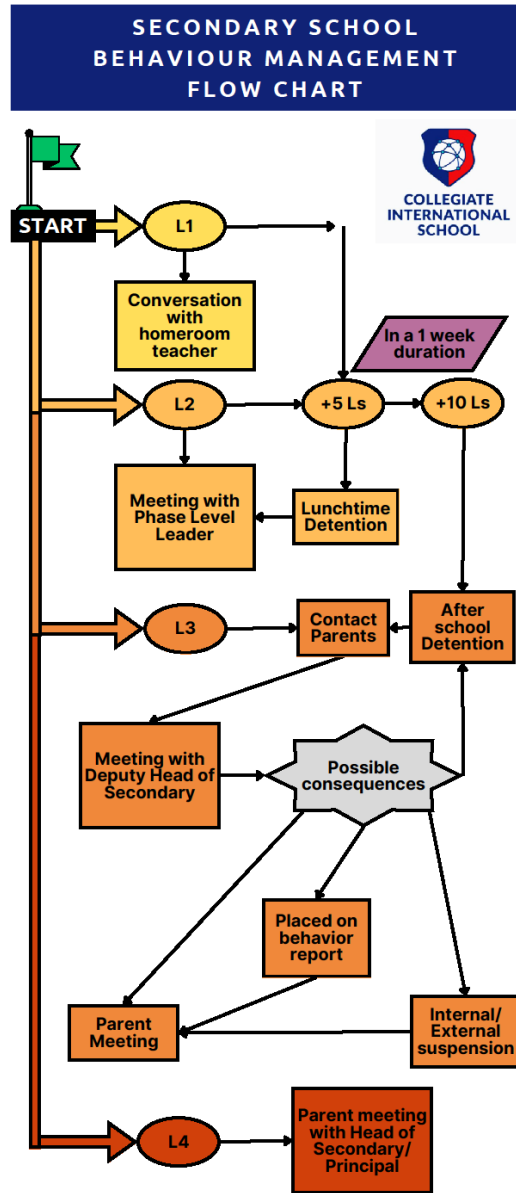 SECONDARY SCHOOL
BEHAVIOUR MANAGEMENT
FLOW CHART
COLLEGIATE
INTERNATIONAL
SCHOOL
START
L1
Conversation
with
homeroom
teacher
In a 1 week
duration
L2
+5 Ls
+10 Ls
Meeting with
Phase Level
Leader
Lunchtime
Detention
L3
Contact
Parents
After
school
Detention
Meeting with
Deputy Head of
Secondary
Possible
consequences
Placed on
behavior
report
Parent
Meeting
Internal/
External
suspension
L4
Parent meeting
with Head of
Secondary/
Principal